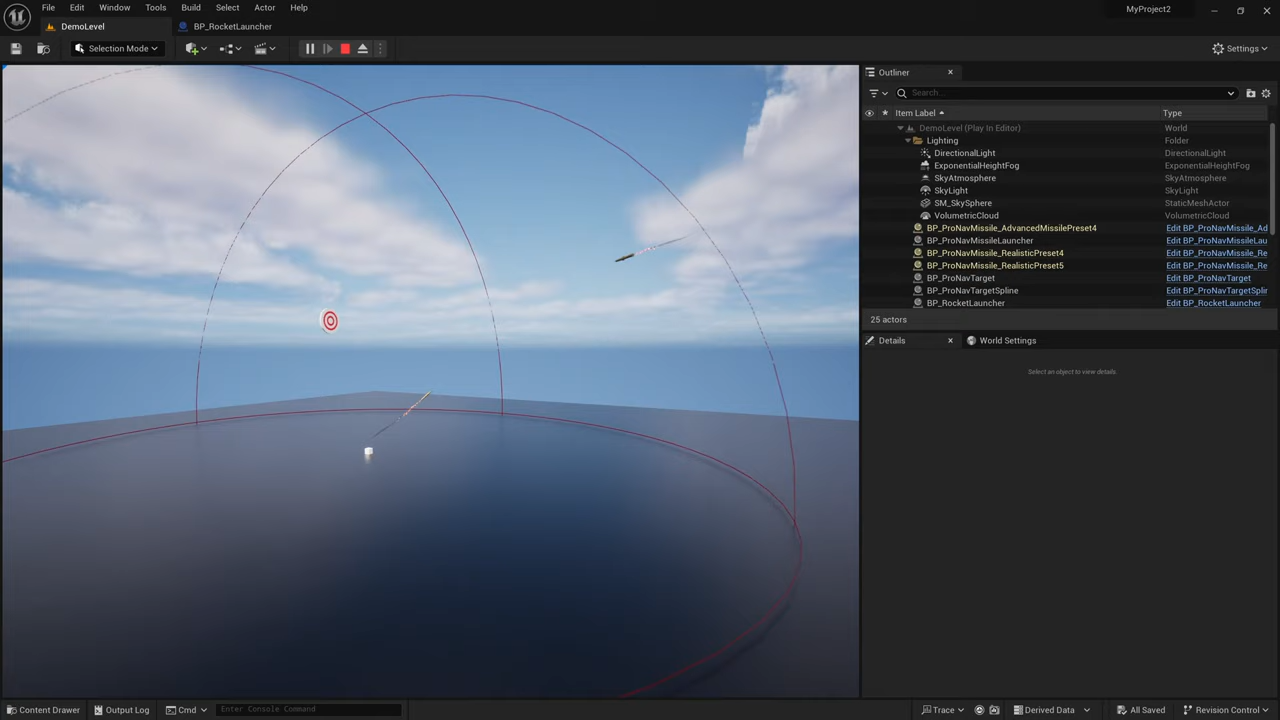 File Edit Window Tools Build Select Actor Help
MyProject2
DemoLevel
BP_RocketLauncher
Selection Mode
Settings
Outliner
Search...
Item Label
Type
DemoLevel (Play In Editor) World
Lighting Folder
DirectionalLight DirectionalLight
ExponentialHeightFog ExponentialHeightFog
SkyAtmosphere SkyAtmosphere
SkyLight SkyLight
SM_SkySphere StaticMeshActor
VolumetricCloud VolumetricCloud
BP_ProNavMissile_AdvancedMissilePreset4 Edit BP_ProNavMissile_Ad
BP_ProNavMissileLauncher Edit BP_ProNavMissileLau
BP_ProNavMissile_RealisticPreset4 Edit BP_ProNavMissile_Re
BP_ProNavMissile_RealisticPreset5 Edit BP_ProNavMissile_Re
BP_ProNavTarget Edit BP_ProNavTarget
BP_ProNavTargetSpline Edit BP_ProNavTargetSplin
BP_RocketLauncher Edit BP_RocketLauncher
25 actors
Details
World Settings
Select an object to view details.
Content Drawer
Output Log
Cmd
Enter Console Command
Trace
Derived Data
All Saved
Revision Control